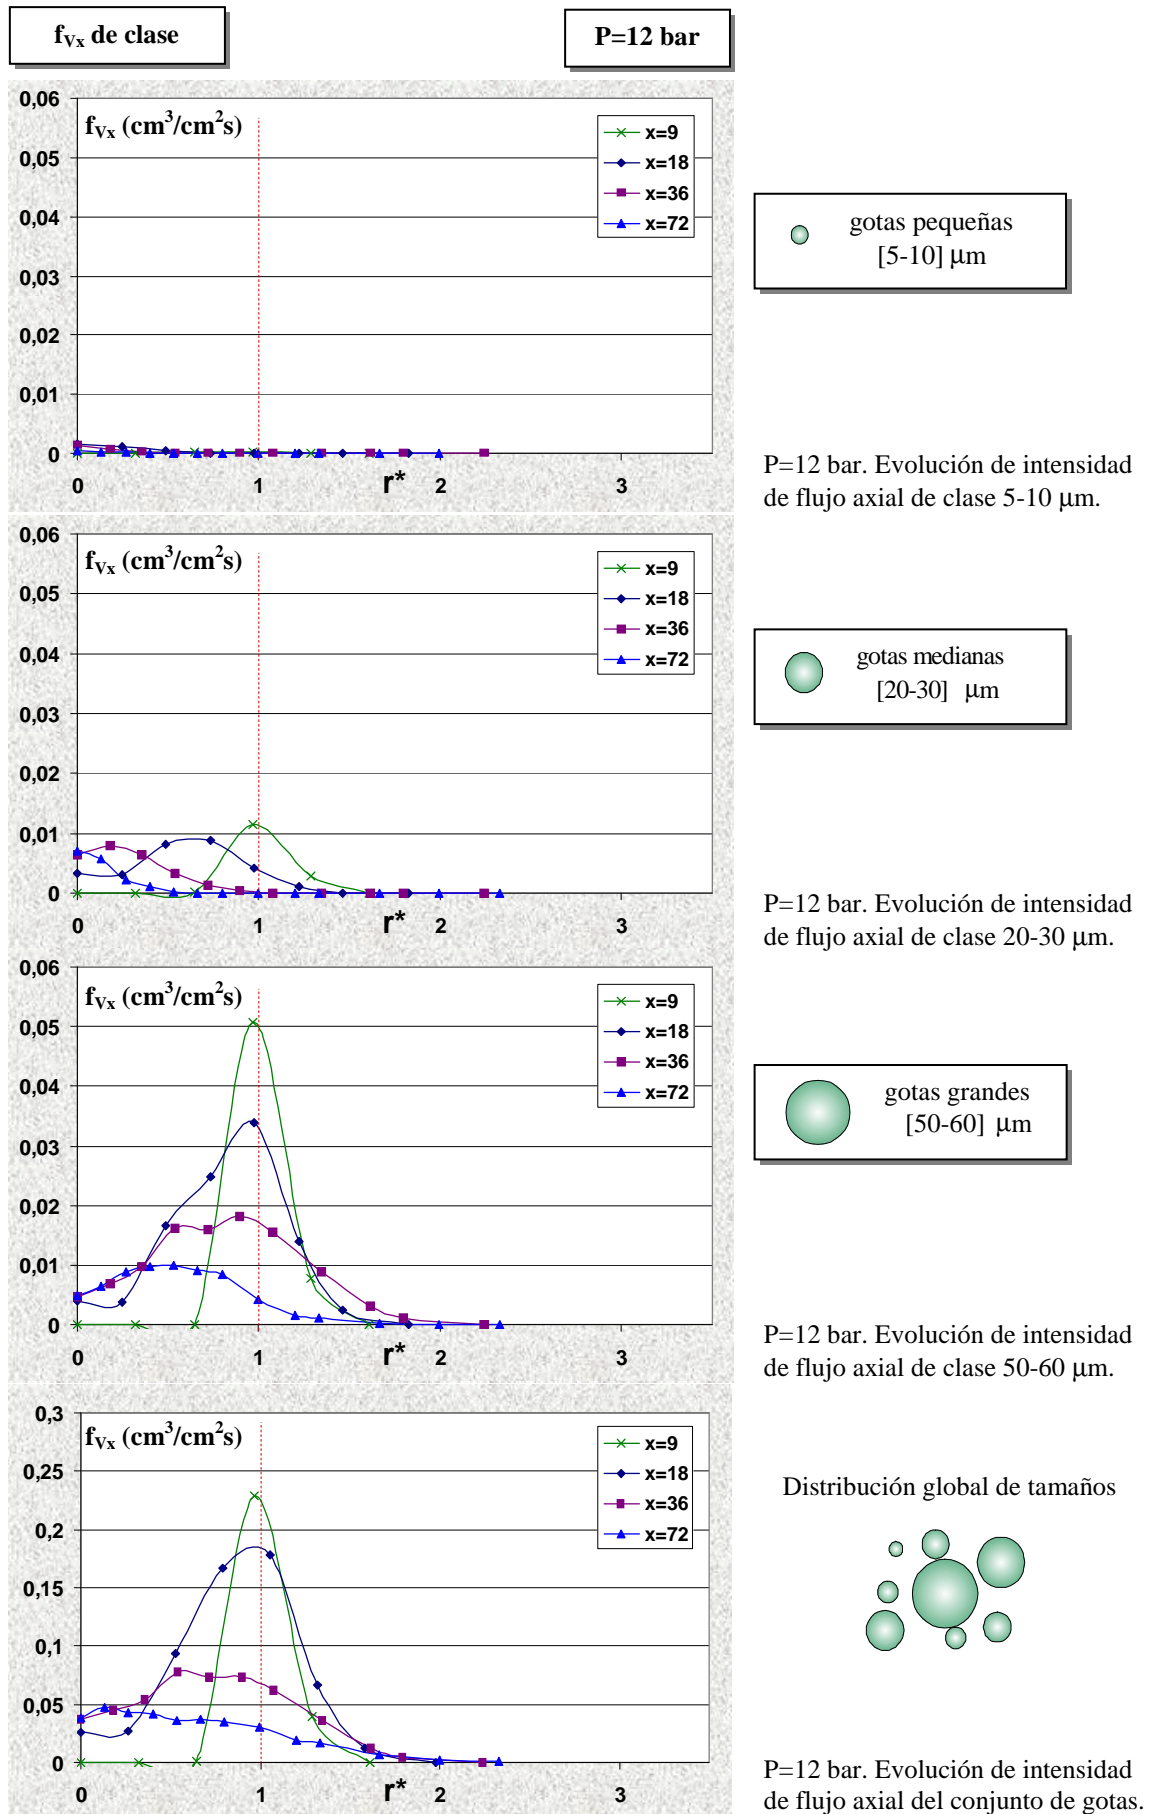 f_Vx de clase
P=12 bar
0,06
0,05
0,04
0,03
0,02
0,01
0
f_Vx (cm³/cm²s)
x=9
x=18
x=36
x=72
0 1 r* 2 3
gotas pequeñas
[5-10] μm
P=12 bar. Evolución de intensidad
de flujo axial de clase 5-10 μm.
0,06
0,05
0,04
0,03
0,02
0,01
0
f_Vx (cm³/cm²s)
x=9
x=18
x=36
x=72
0 1 r* 2 3
gotas medianas
[20-30] μm
P=12 bar. Evolución de intensidad
de flujo axial de clase 20-30 μm.
0,06
0,05
0,04
0,03
0,02
0,01
0
f_Vx (cm³/cm²s)
x=9
x=18
x=36
x=72
0 1 r* 2 3
gotas grandes
[50-60] μm
P=12 bar. Evolución de intensidad
de flujo axial de clase 50-60 μm.
0,3
0,25
0,2
0,15
0,1
0,05
0
f_Vx (cm³/cm²s)
x=9
x=18
x=36
x=72
0 1 r* 2 3
Distribución global de tamaños
P=12 bar. Evolución de intensidad
de flujo axial del conjunto de gotas.